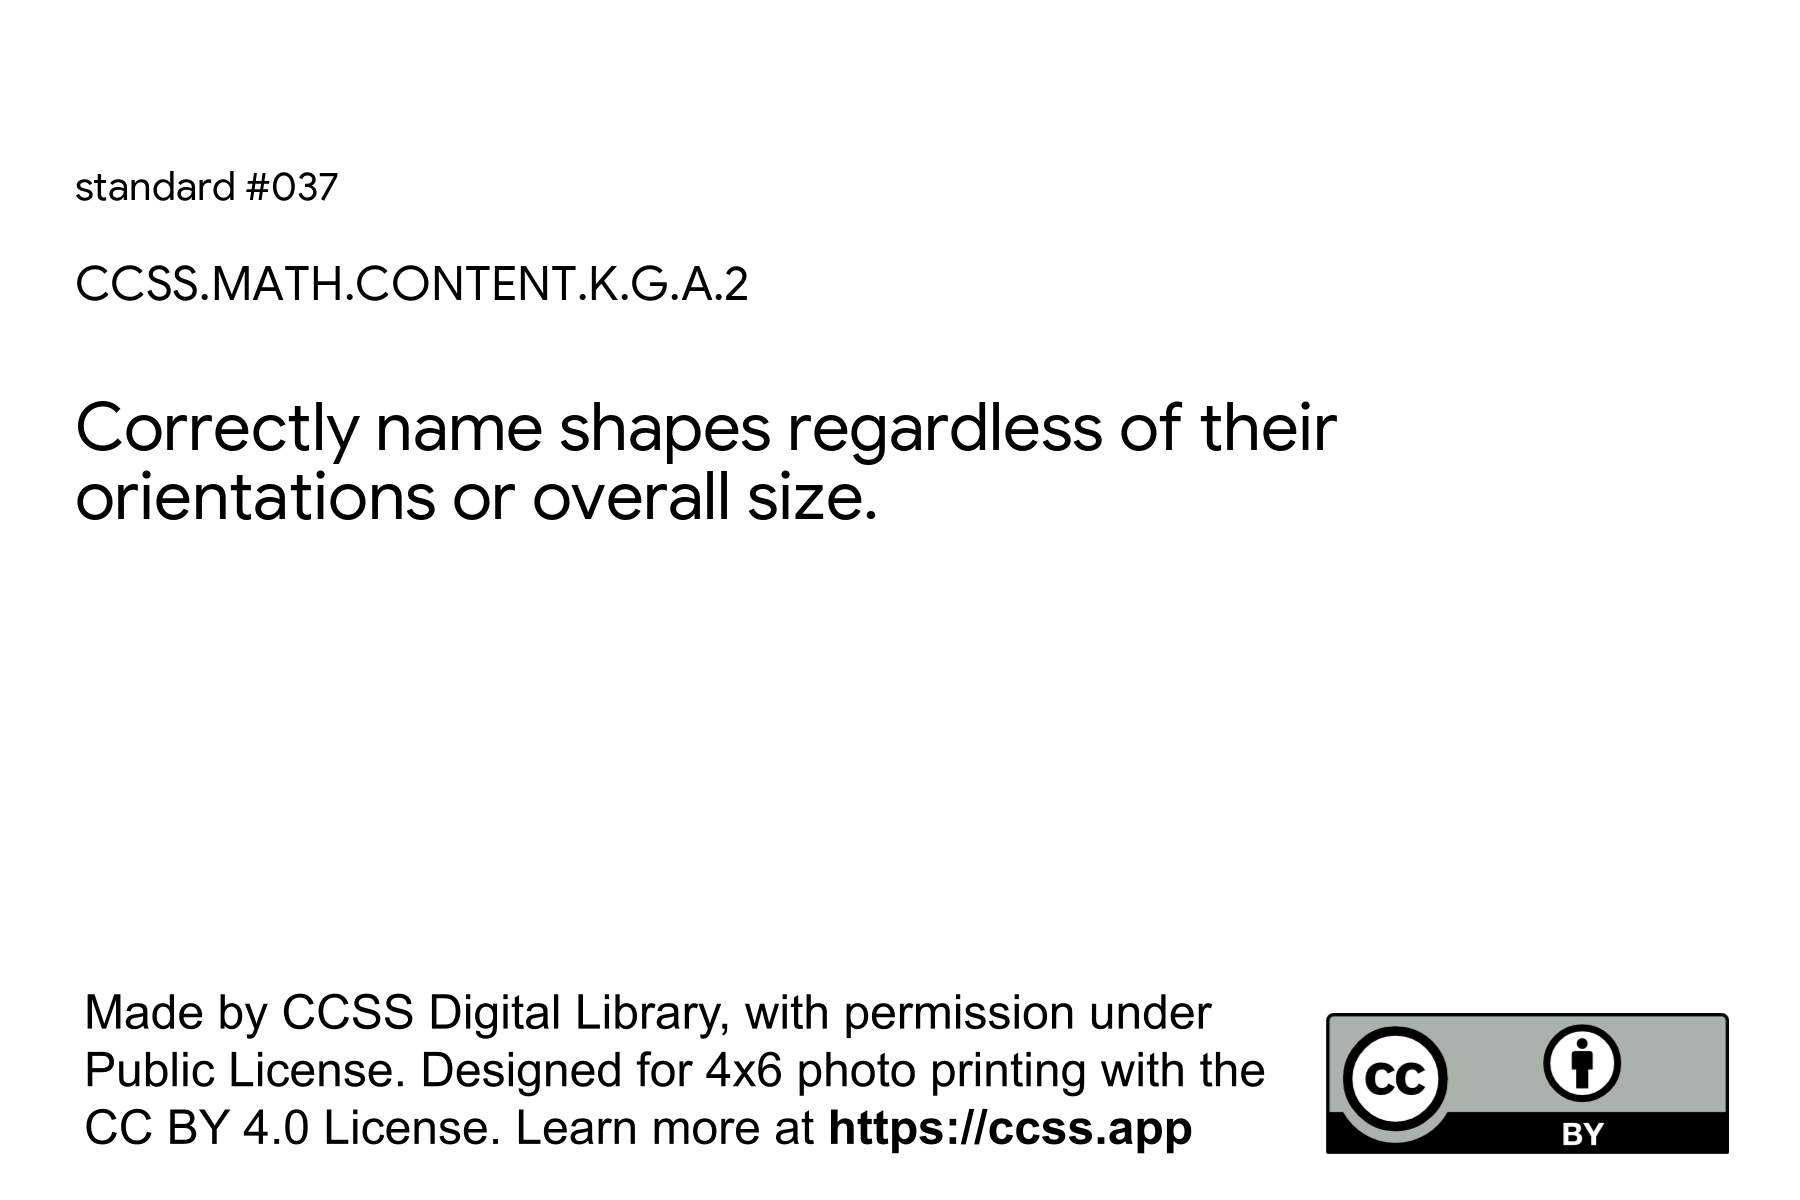 standard #037
CCSS.MATH.CONTENT.K.G.A.2
Correctly name shapes regardless of their
orientations or overall size.
Made by CCSS Digital Library, with permission under
Public License. Designed for 4x6 photo printing with the
CC BY 4.0 License. Learn more at https://ccss.app
CC
BY